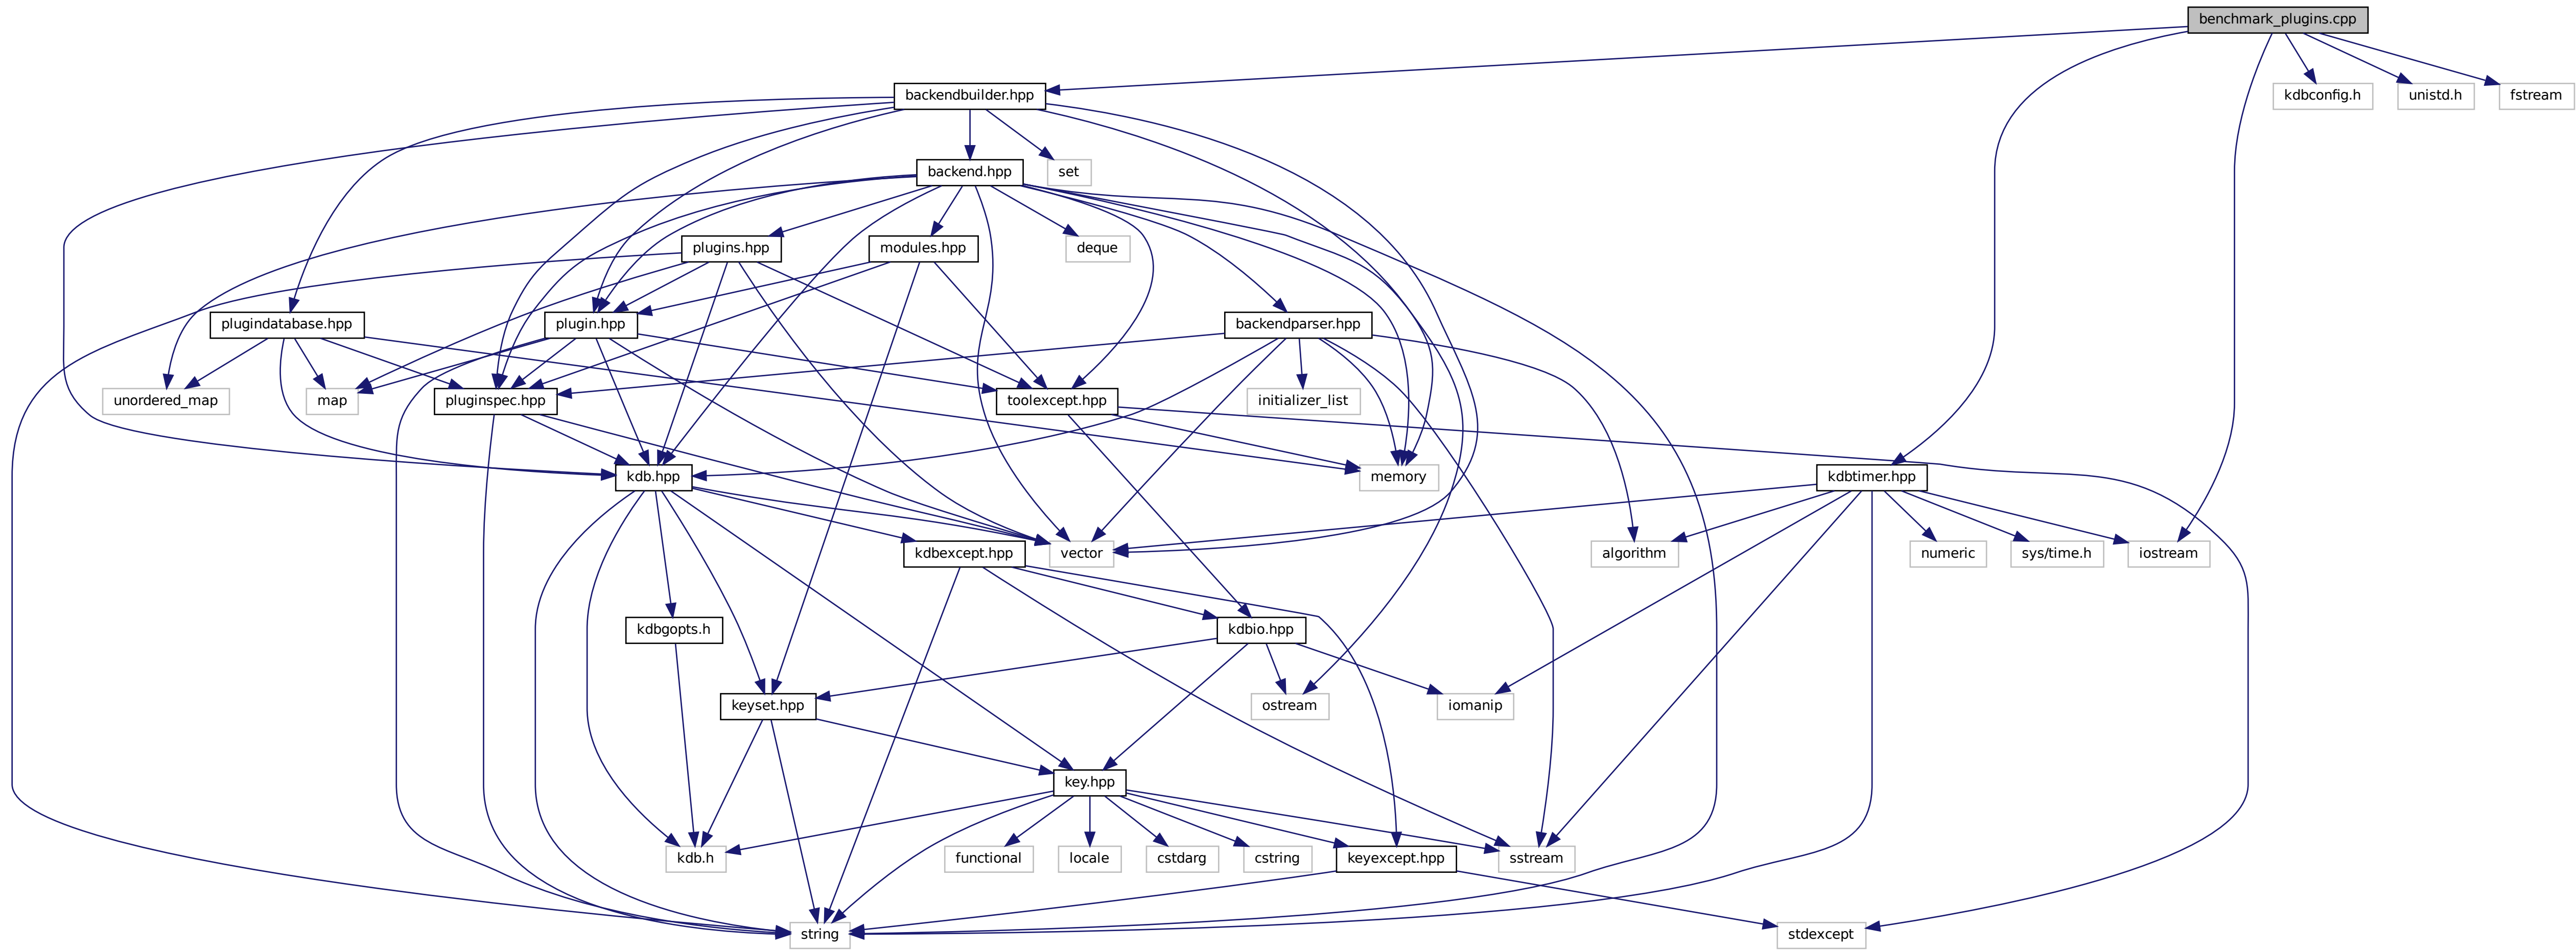 benchmark_plugins.cpp
backendbuilder.hpp
kdbconfig.h
unistd.h
fstream
backend.hpp
set
plugins.hpp
modules.hpp
deque
plugindatabase.hpp
plugin.hpp
backendparser.hpp
unordered_map
map
pluginspec.hpp
toolexcept.hpp
initializer_list
kdb.hpp
memory
kdbtimer.hpp
kdbexcept.hpp
vector
algorithm
numeric
sys/time.h
iostream
kdbgopts.h
kdbio.hpp
keyset.hpp
ostream
iomanip
key.hpp
kdb.h
functional
locale
cstdarg
cstring
keyexcept.hpp
sstream
string
stdexcept